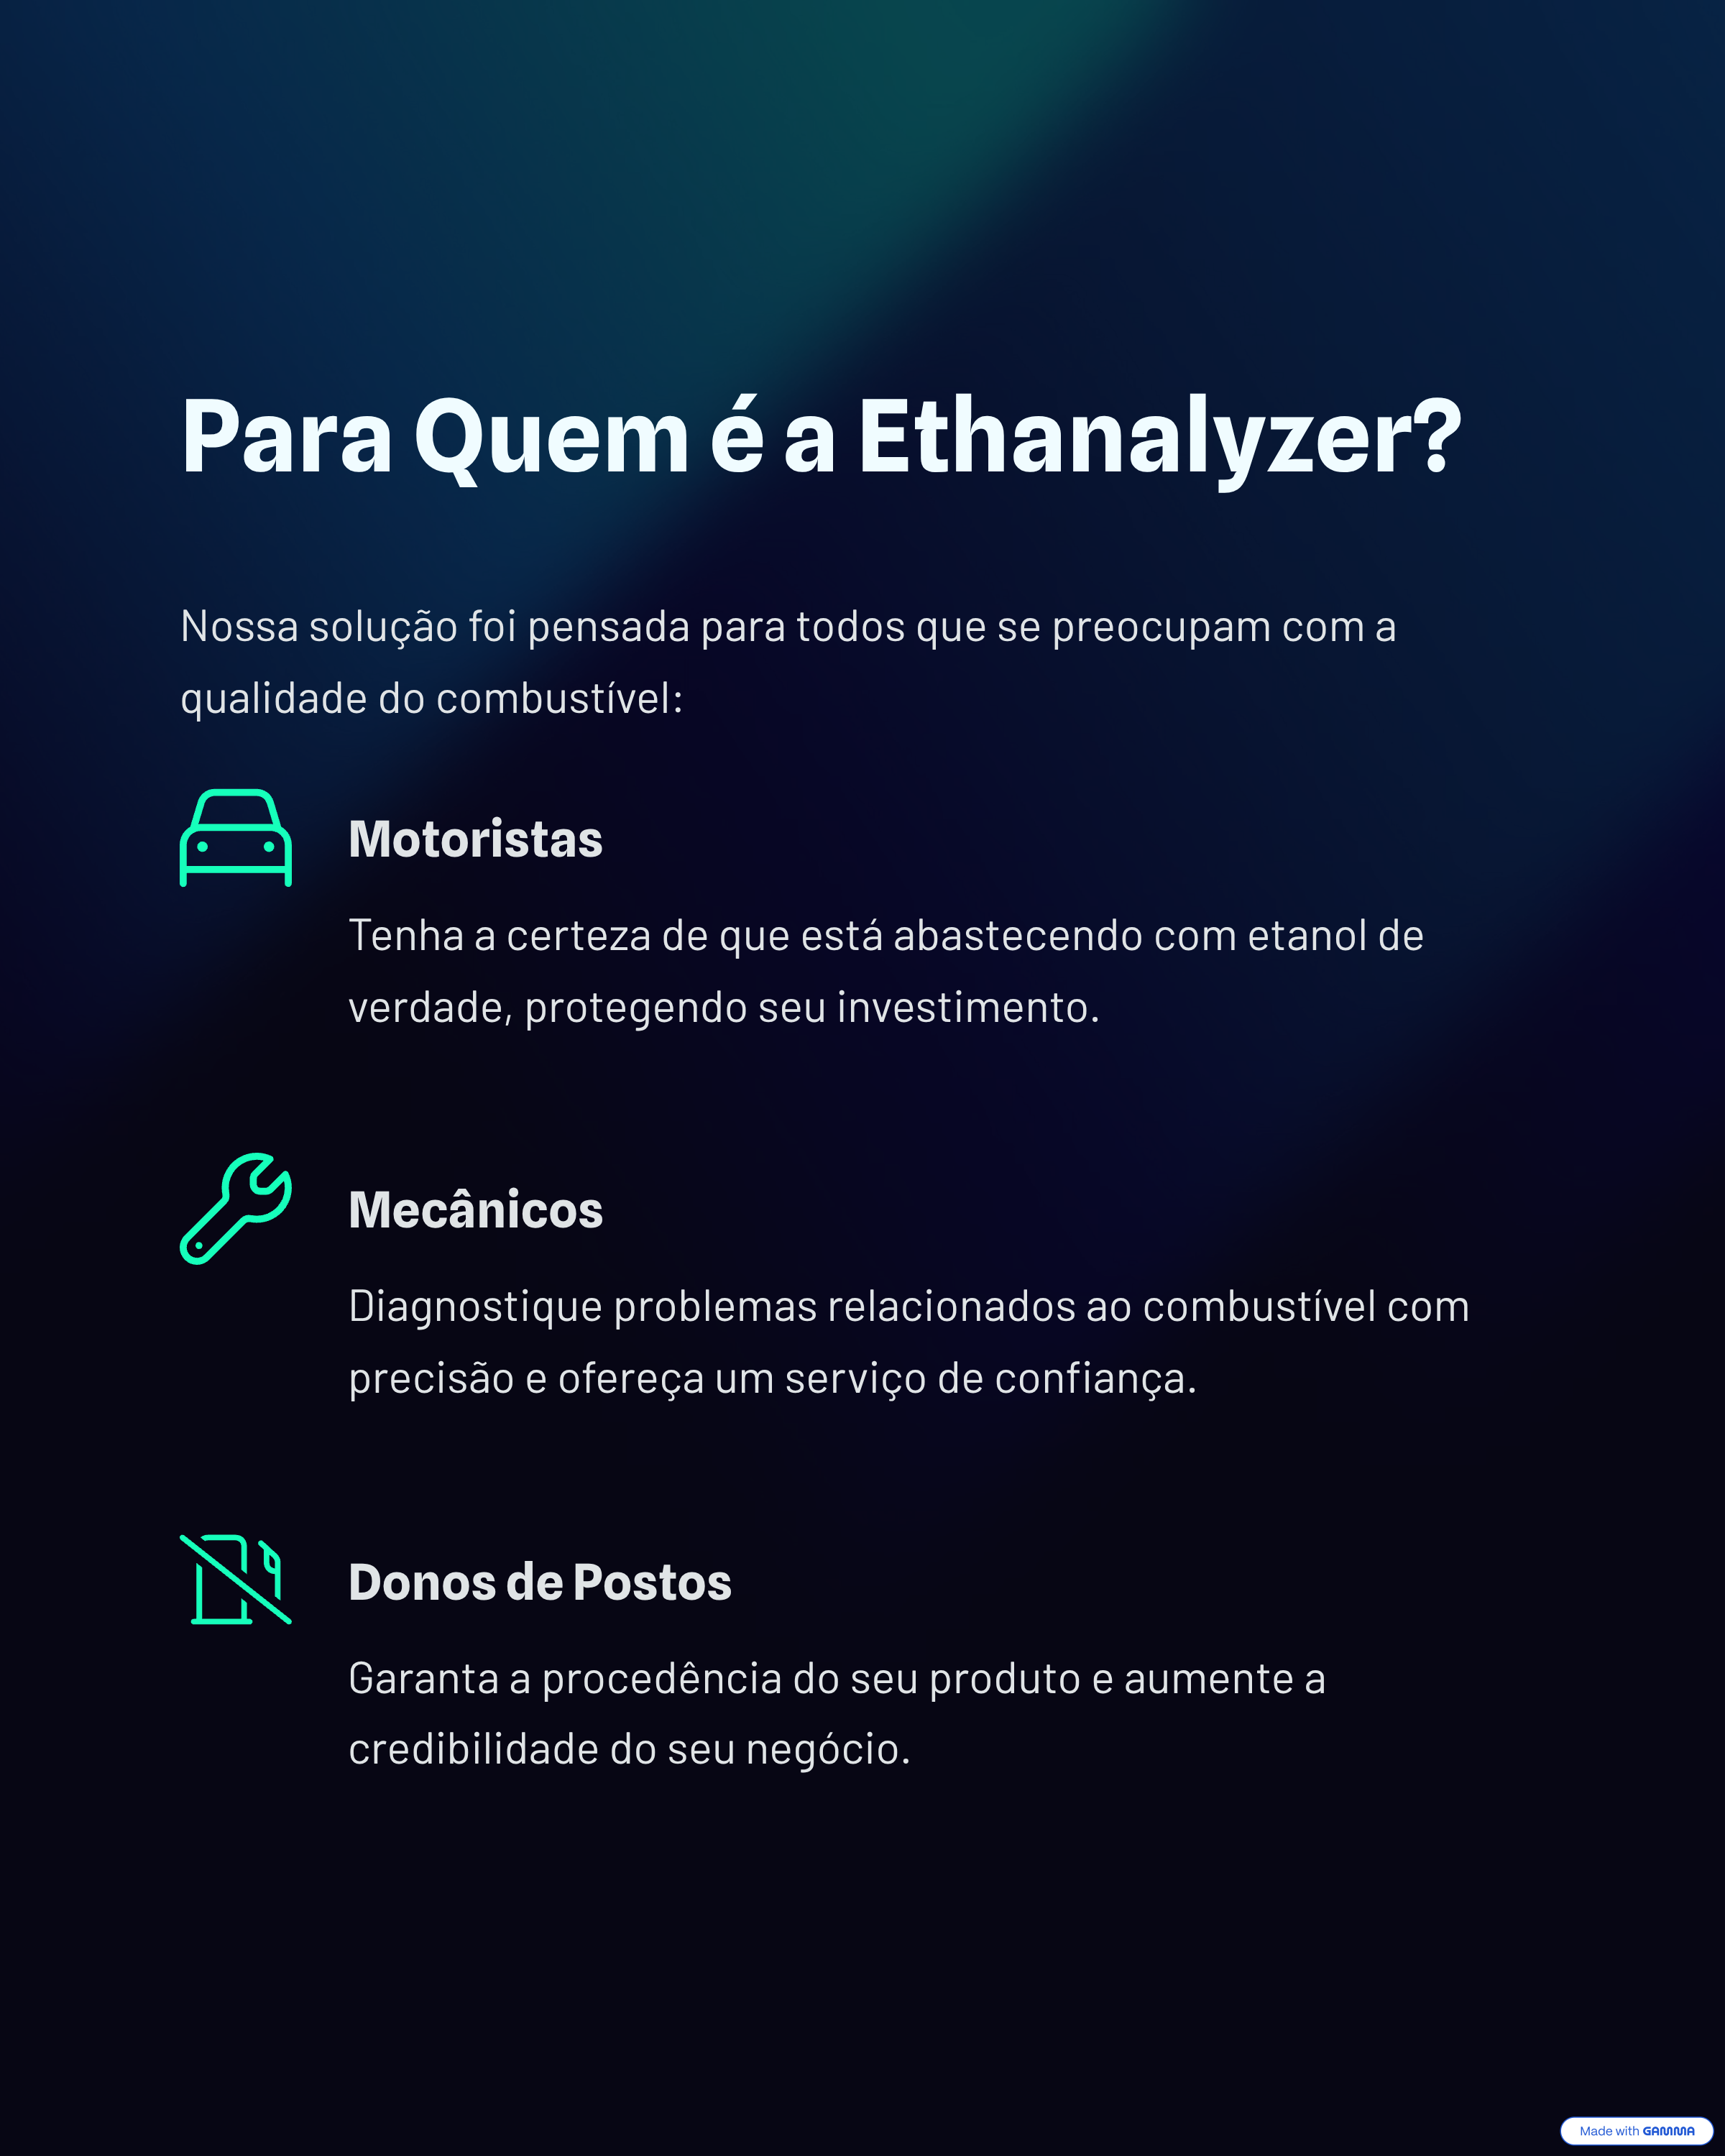 Para Quem é a Ethanalyzer?
Nossa solução foi pensada para todos que se preocupam com a
qualidade do combustível:
Motoristas
Tenha a certeza de que está abastecendo com etanol de
verdade, protegendo seu investimento.
Mecânicos
Diagnostique problemas relacionados ao combustível com
precisão e ofereça um serviço de confiança.
Donos de Postos
Garanta a procedência do seu produto e aumente a
credibilidade do seu negócio.
Made with GAMMA